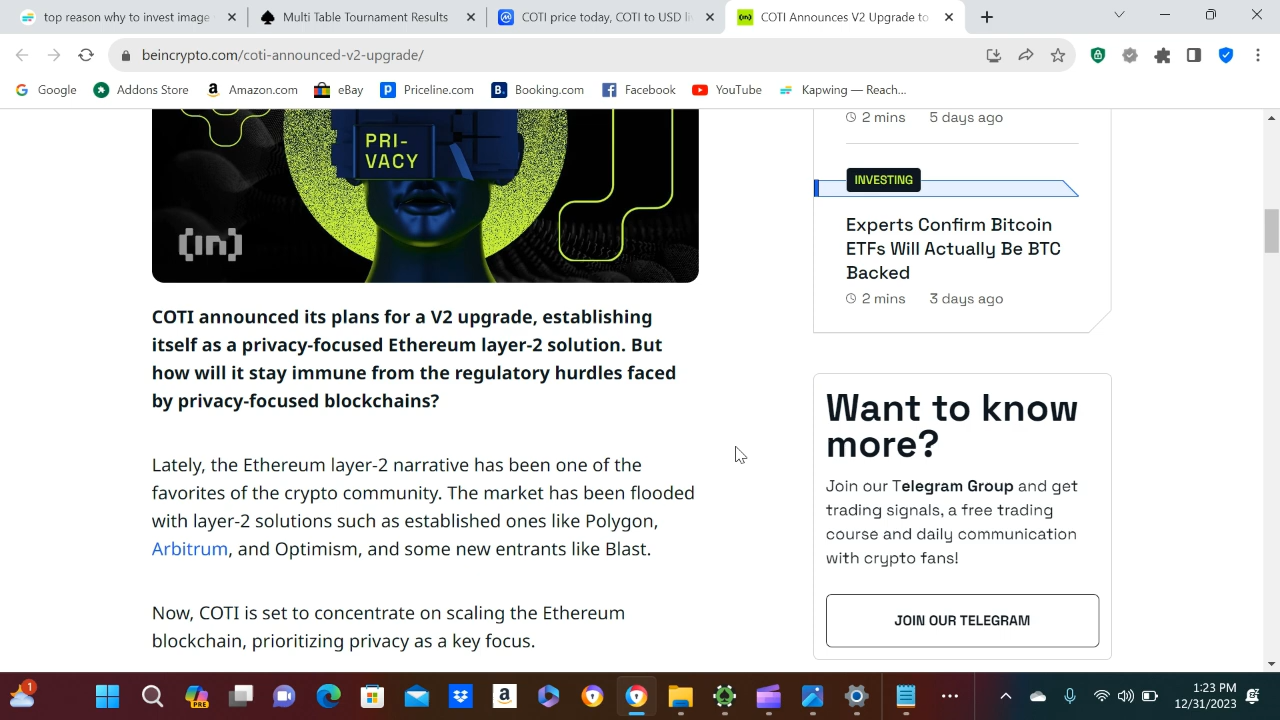 top reason why to invest image
Multi Table Tournament Results
COTI price today, COTI to USD li
(in)
COTI Announces V2 Upgrade to
beincrypto.com/coti-announced-v2-upgrade/
Google
Addons Store
Amazon.com
eBay
Priceline.com
Booking.com
Facebook
YouTube
Kapwing — Reach...
PRI-
VACY
(in)
COTI announced its plans for a V2 upgrade, establishing
itself as a privacy-focused Ethereum layer-2 solution. But
how will it stay immune from the regulatory hurdles faced
by privacy-focused blockchains?
Lately, the Ethereum layer-2 narrative has been one of the
favorites of the crypto community. The market has been flooded
with layer-2 solutions such as established ones like Polygon,
Arbitrum, and Optimism, and some new entrants like Blast.
Now, COTI is set to concentrate on scaling the Ethereum
blockchain, prioritizing privacy as a key focus.
2 mins 5 days ago
INVESTING
Experts Confirm Bitcoin
ETFs Will Actually Be BTC
Backed
2 mins 3 days ago
Want to know
more?
Join our Telegram Group and get
trading signals, a free trading
course and daily communication
with crypto fans!
JOIN OUR TELEGRAM
1
PRE
1:23 PM
12/31/2023